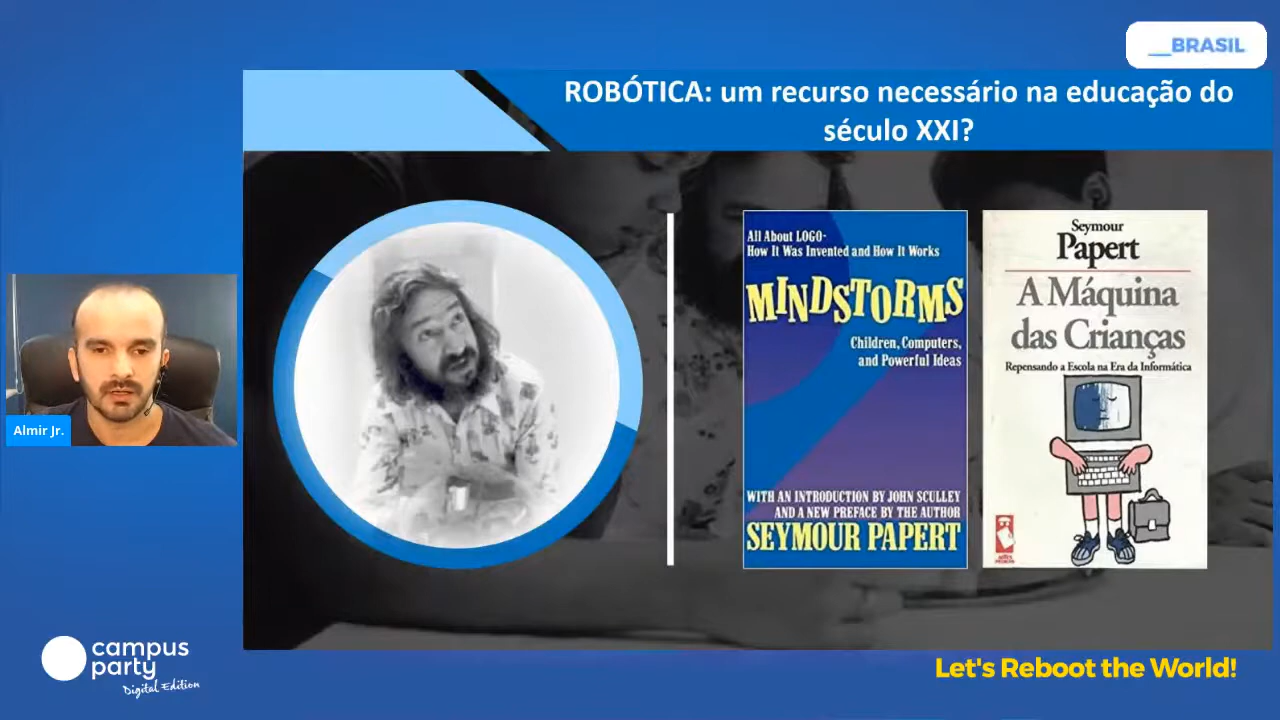 __BRASIL
ROBÓTICA: um recurso necessário na educação do
século XXI?
All About LOGO-
How It Was Invented and How It Works
MINDSTORMS
Children, Computers,
and Powerful Ideas
WITH AN INTRODUCTION BY JOHN SCULLEY
AND A NEW PREFACE BY THE AUTHOR
SEYMOUR PAPERT
Seymour
Papert
A Máquina
das Crianças
Repensando a Escola na Era da Informática
Almir Jr.
campus
party
Digital Edition
Let's Reboot the World!